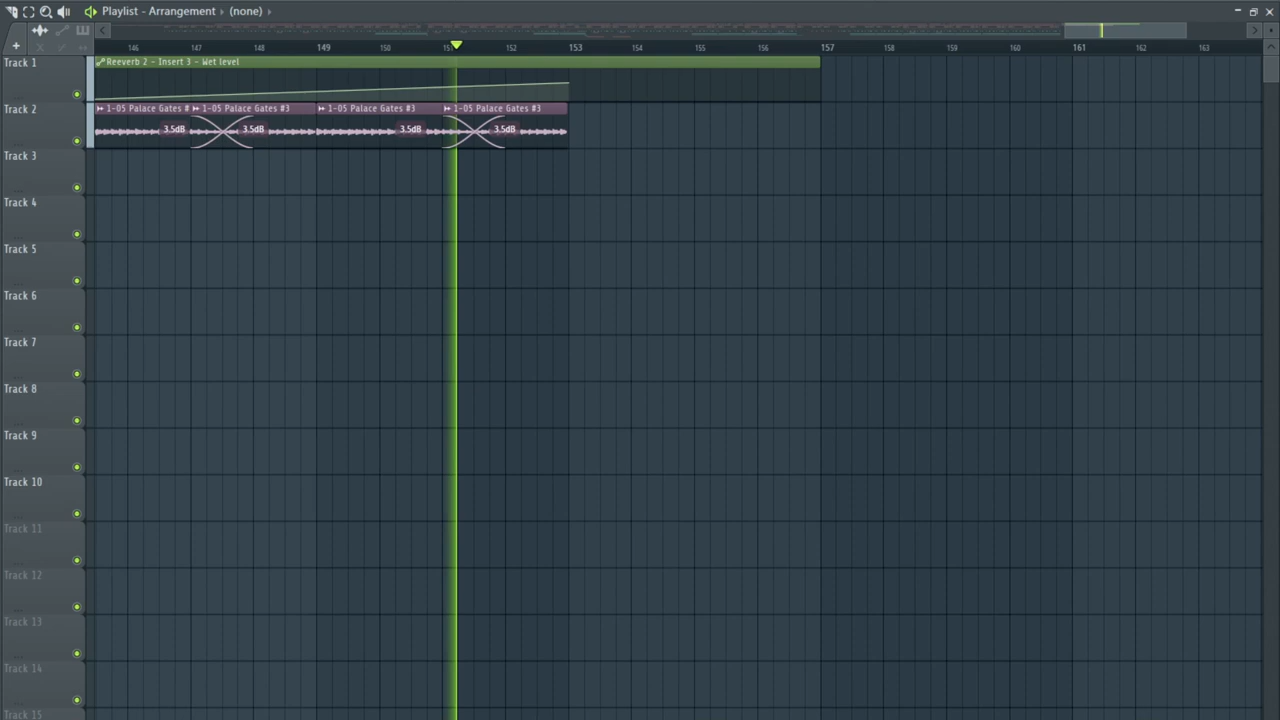 Playlist - Arrangement ▸ (none) ▸
146 147 148 149 150 151 152 153 154 155 156 157 158 159 160 161 162 163
Track 1
Reeverb 2 - Insert 3 - Wet level
Track 2
1-05 Palace Gates # 1-05 Palace Gates #3 1-05 Palace Gates #3 1-05 Palace Gates #3
3.5dB 3.5dB 3.5dB 3.5dB
Track 3
Track 4
Track 5
Track 6
Track 7
Track 8
Track 9
Track 10
Track 11
Track 12
Track 13
Track 14
Track 15